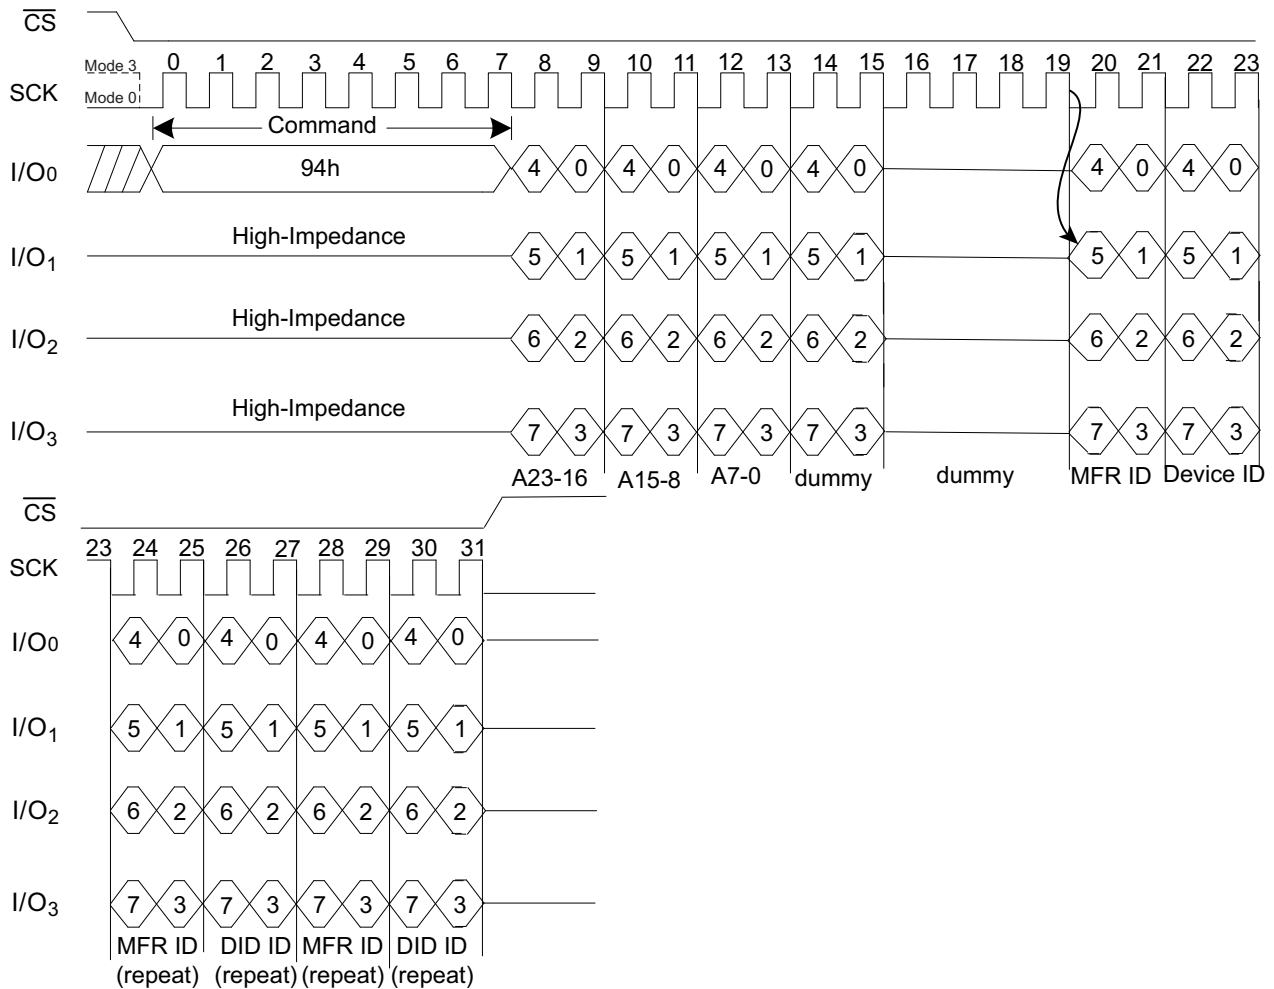 CS
Mode 3
Mode 0
SCK
0 1 2 3 4 5 6 7 8 9 10 11 12 13 14 15 16 17 18 19 20 21 22 23
Command
I/O0
94h
4 0 4 0 4 0 4 0 4 0 4 0
I/O1
High-Impedance
5 1 5 1 5 1 5 1 5 1 5 1
I/O2
High-Impedance
6 2 6 2 6 2 6 2 6 2 6 2
I/O3
High-Impedance
7 3 7 3 7 3 7 3 7 3 7 3
A23-16 A15-8 A7-0 dummy dummy MFR ID Device ID
CS
23 24 25 26 27 28 29 30 31
SCK
I/O0 4 0 4 0 4 0 4 0
I/O1 5 1 5 1 5 1 5 1
I/O2 6 2 6 2 6 2 6 2
I/O3 7 3 7 3 7 3 7 3
MFR ID DID ID MFR ID DID ID
(repeat) (repeat) (repeat) (repeat)